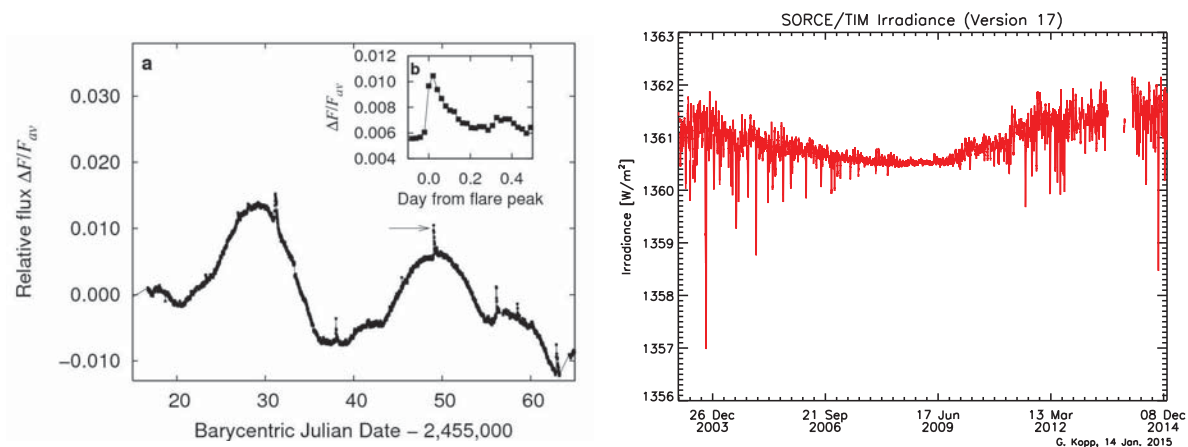 a
b
0.030
0.020
0.010
0.000
−0.010
Relative flux ΔF/Fav
20
30
40
50
60
Barycentric Julian Date − 2,455,000
0.012
0.010
0.008
0.006
0.004
ΔF/Fav
0.0
0.2
0.4
Day from flare peak
SORCE/TIM Irradiance (Version 17)
1363
1362
1361
1360
1359
1358
1357
1356
Irradiance [W/m²]
26 Dec 2003
21 Sep 2006
17 Jun 2009
13 Mar 2012
08 Dec 2014
G. Kopp, 14 Jan. 2015